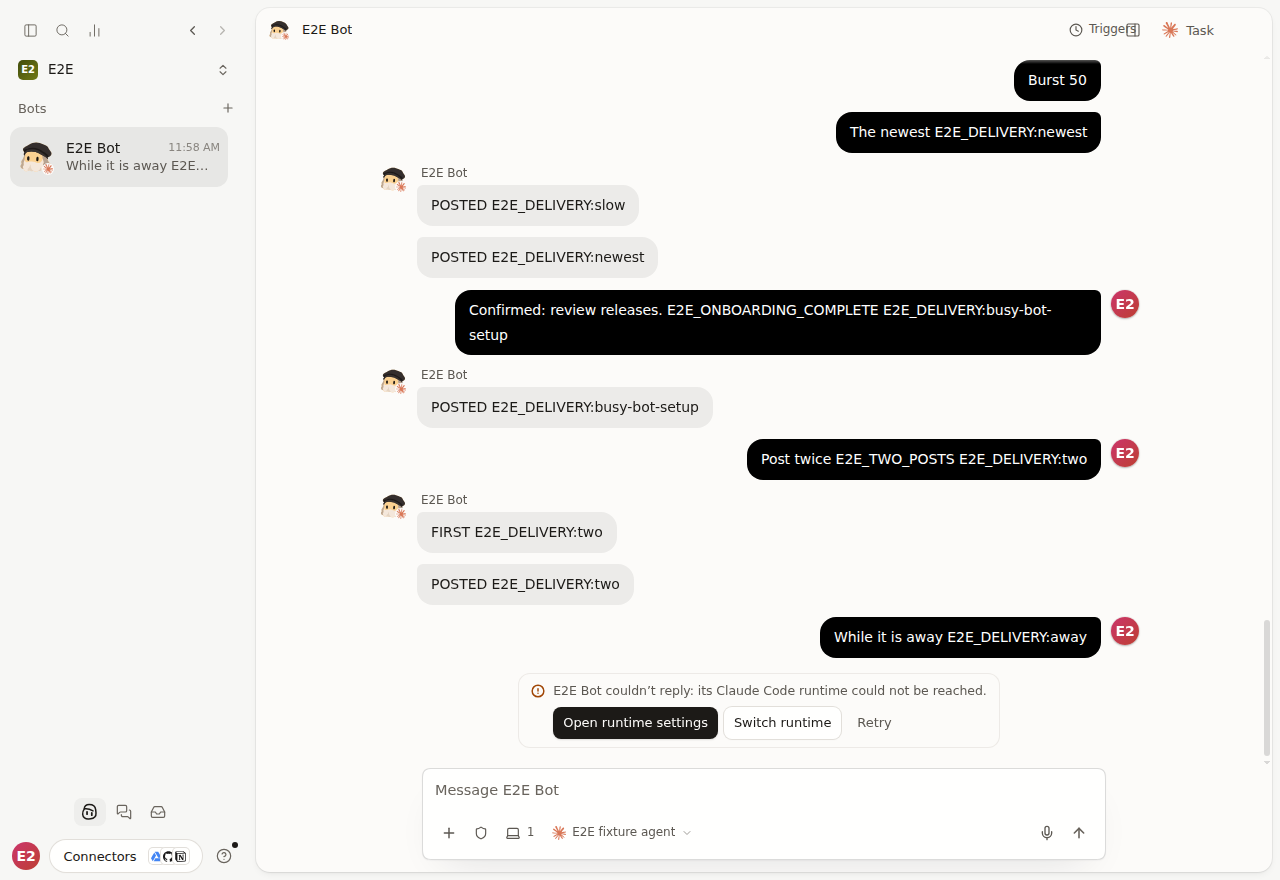 E2E Bot
Triggers
Task
E2 E2E
Bots
E2E Bot
11:58 AM
While it is away E2E…
Burst 50
The newest E2E_DELIVERY:newest
E2E Bot
POSTED E2E_DELIVERY:slow
POSTED E2E_DELIVERY:newest
Confirmed: review releases. E2E_ONBOARDING_COMPLETE E2E_DELIVERY:busy-bot-
setup
E2
E2E Bot
POSTED E2E_DELIVERY:busy-bot-setup
Post twice E2E_TWO_POSTS E2E_DELIVERY:two
E2
E2E Bot
FIRST E2E_DELIVERY:two
POSTED E2E_DELIVERY:two
While it is away E2E_DELIVERY:away
E2
E2E Bot couldn’t reply: its Claude Code runtime could not be reached.
Open runtime settings
Switch runtime
Retry
Message E2E Bot
1
E2E fixture agent
E2
Connectors